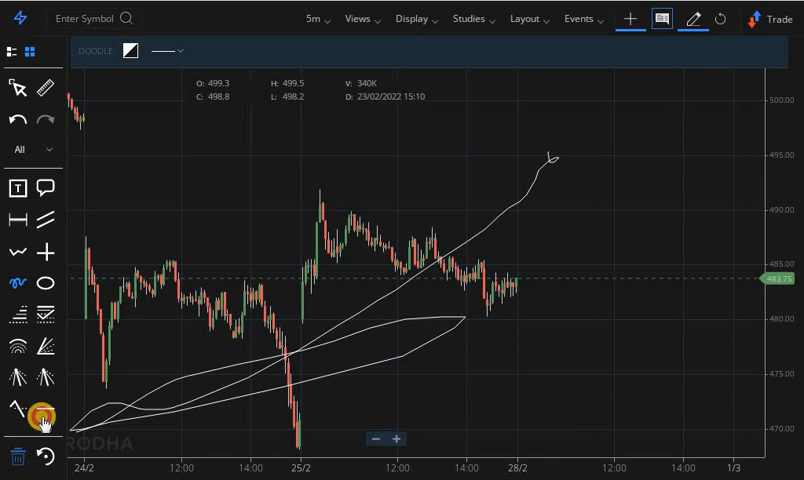 Enter Symbol 5m Views Display Studies Layout Events Trade
DOODLE:
O: 499.3 H: 499.5 V: 340K
C: 498.8 L: 498.2 D: 23/02/2022 15:10
All
T
500.00
495.00
490.00
485.00
483.75
480.00
475.00
470.00
RODHA
24/2 12:00 14:00 25/2 12:00 14:00 28/2 12:00 14:00 1/3